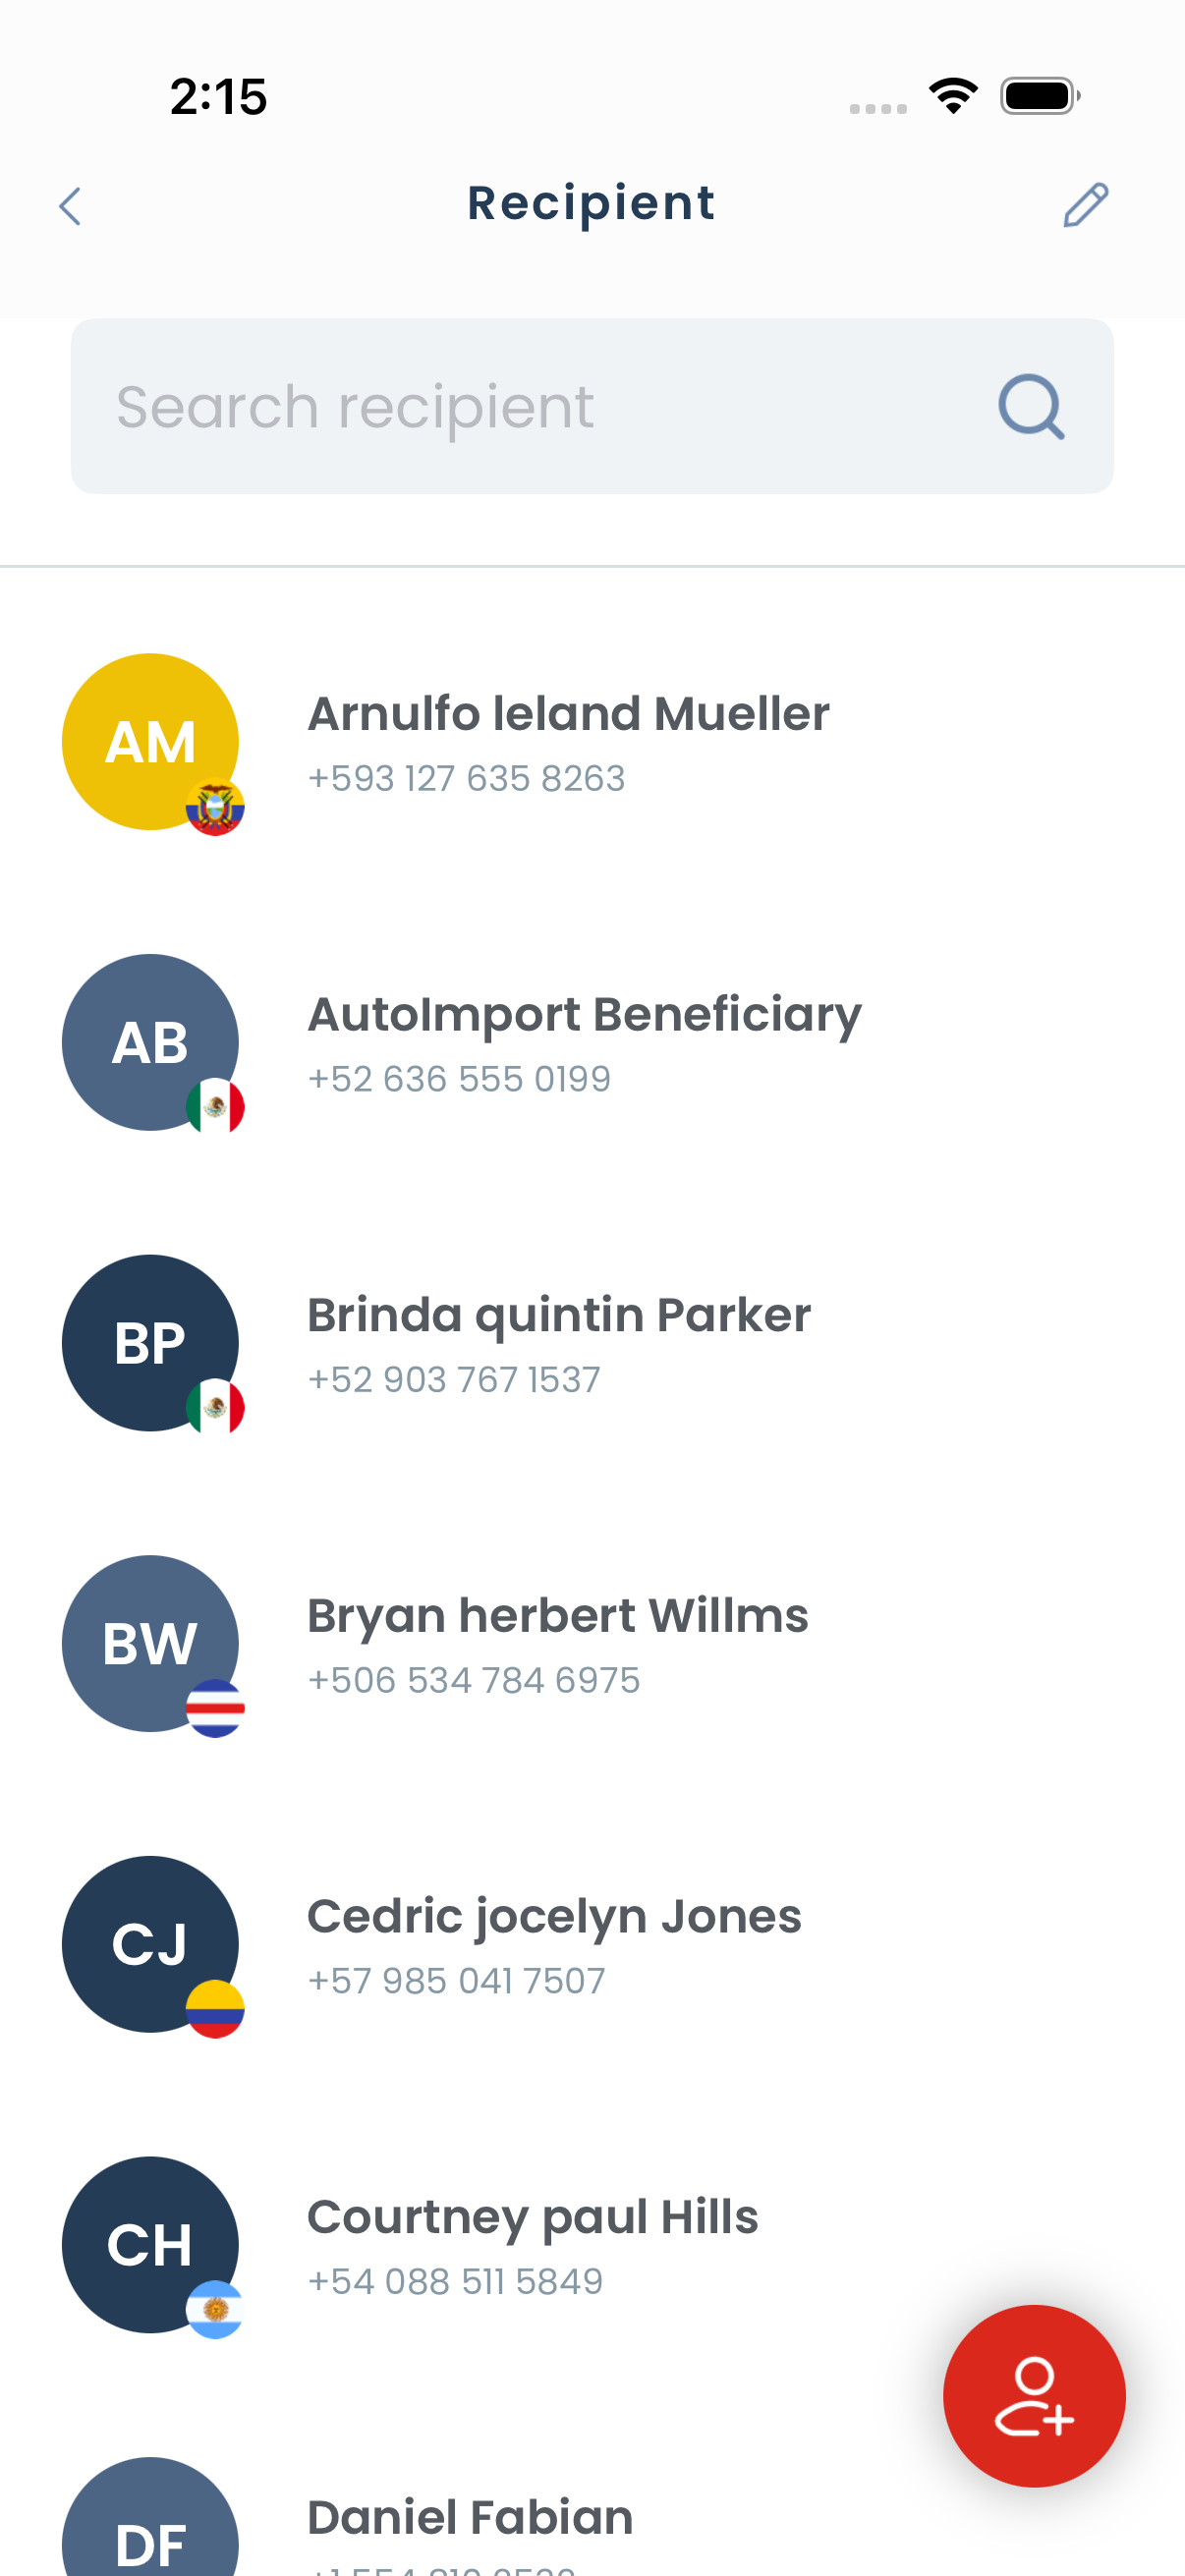 2:15
Recipient
Search recipient
AM
Arnulfo leland Mueller
+593 127 635 8263
AB
AutoImport Beneficiary
+52 636 555 0199
BP
Brinda quintin Parker
+52 903 767 1537
BW
Bryan herbert Willms
+506 534 784 6975
CJ
Cedric jocelyn Jones
+57 985 041 7507
CH
Courtney paul Hills
+54 088 511 5849
DF
Daniel Fabian